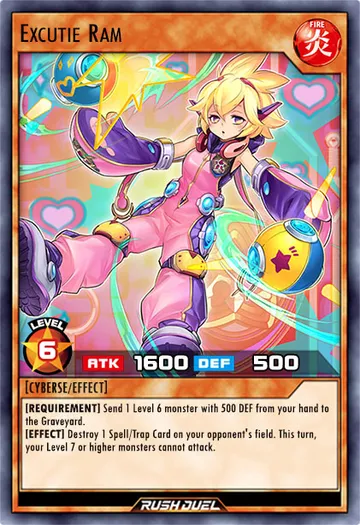 EXCUTIE RAM
FIRE
炎
LEVEL
6
ATK 1600 DEF 500
[CYBERSE/EFFECT]
[REQUIREMENT] Send 1 Level 6 monster with 500 DEF from your hand to
the Graveyard.
[EFFECT] Destroy 1 Spell/Trap Card on your opponent's field. This turn,
your Level 7 or higher monsters cannot attack.
RUSH DUEL